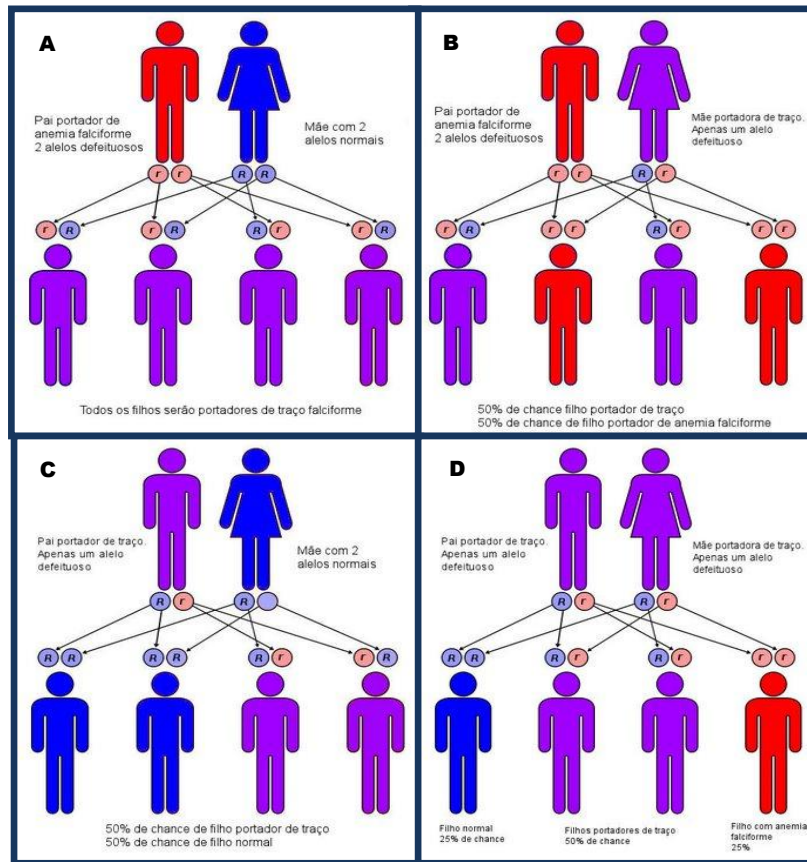 A
Pai portador de
anemia falciforme
2 alelos defeituosos
Mãe com 2
alelos normais
r r R R
r R r R R r r R
Todos os filhos serão portadores de traço falciforme
B
Pai portador de
anemia falciforme
2 alelos defeituosos
Mãe portadora de traço.
Apenas um alelo
defeituoso
r r R r
r R r r R r r r
50% de chance filho portador de traço
50% de chance de filho portador de anemia falciforme
C
Pai portador de traço.
Apenas um alelo
defeituoso
Mãe com 2
alelos normais
R r R
R R R R R r r R
50% de chance de filho portador de traço
50% de chance de filho normal
D
Pai portador de traço.
Apenas um alelo
defeituoso
Mãe portadora de traço.
Apenas um alelo
defeituoso
R r R r
R R R r R r r r
Filho normal
25% de chance
Filhos portadores de traço
50% de chance
Filho com anemia
falciforme
25%